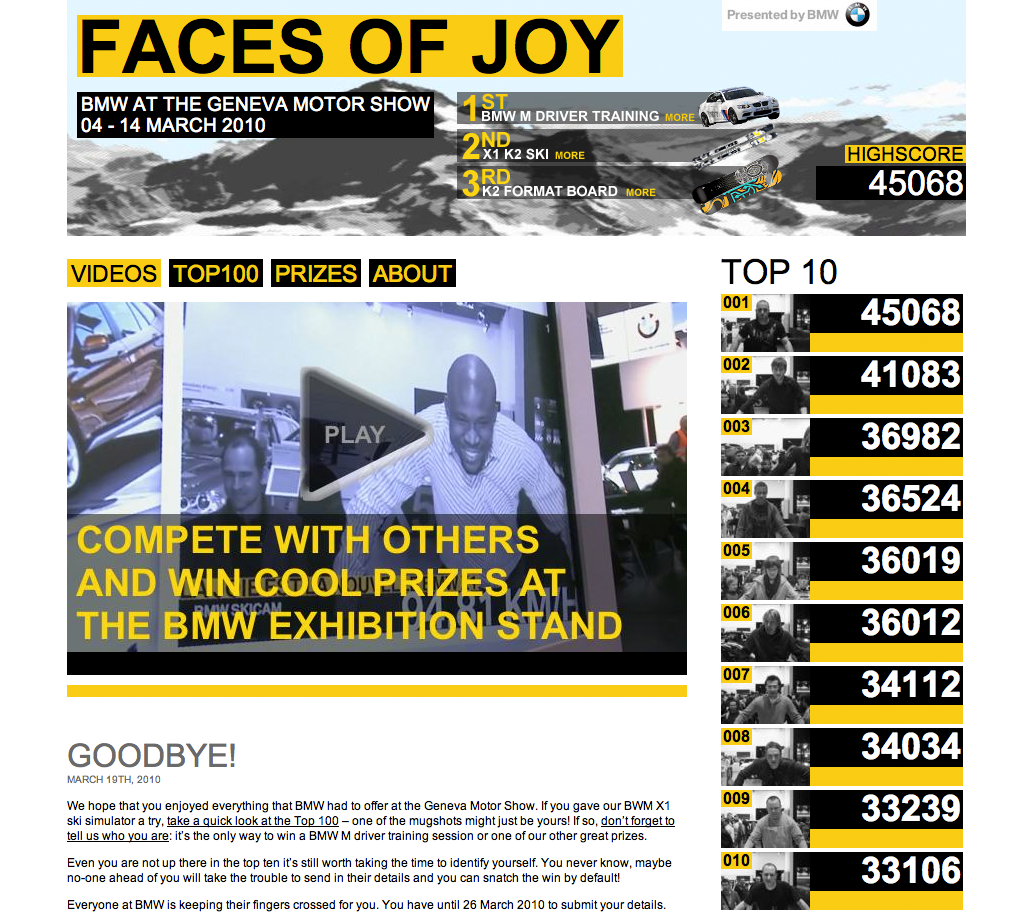 Presented by BMW
FACES OF JOY
BMW AT THE GENEVA MOTOR SHOW
04 - 14 MARCH 2010
1ST
BMW M DRIVER TRAINING MORE
2ND
X1 K2 SKI MORE
3RD
K2 FORMAT BOARD MORE
HIGHSCORE
45068
VIDEOS TOP100 PRIZES ABOUT
PLAY
COMPETE WITH OTHERS
AND WIN COOL PRIZES AT
THE BMW EXHIBITION STAND
BMW SKICAM
94.81 KM/H
TOP 10
001 45068
002 41083
003 36982
004 36524
005 36019
006 36012
007 34112
008 34034
009 33239
010 33106
GOODBYE!
MARCH 19TH, 2010
We hope that you enjoyed everything that BMW had to offer at the Geneva Motor Show. If you gave our BWM X1
ski simulator a try, take a quick look at the Top 100 – one of the mugshots might just be yours! If so, don't forget to
tell us who you are: it's the only way to win a BMW M driver training session or one of our other great prizes.
Even you are not up there in the top ten it's still worth taking the time to identify yourself. You never know, maybe
no-one ahead of you will take the trouble to send in their details and you can snatch the win by default!
Everyone at BMW is keeping their fingers crossed for you. You have until 26 March 2010 to submit your details.